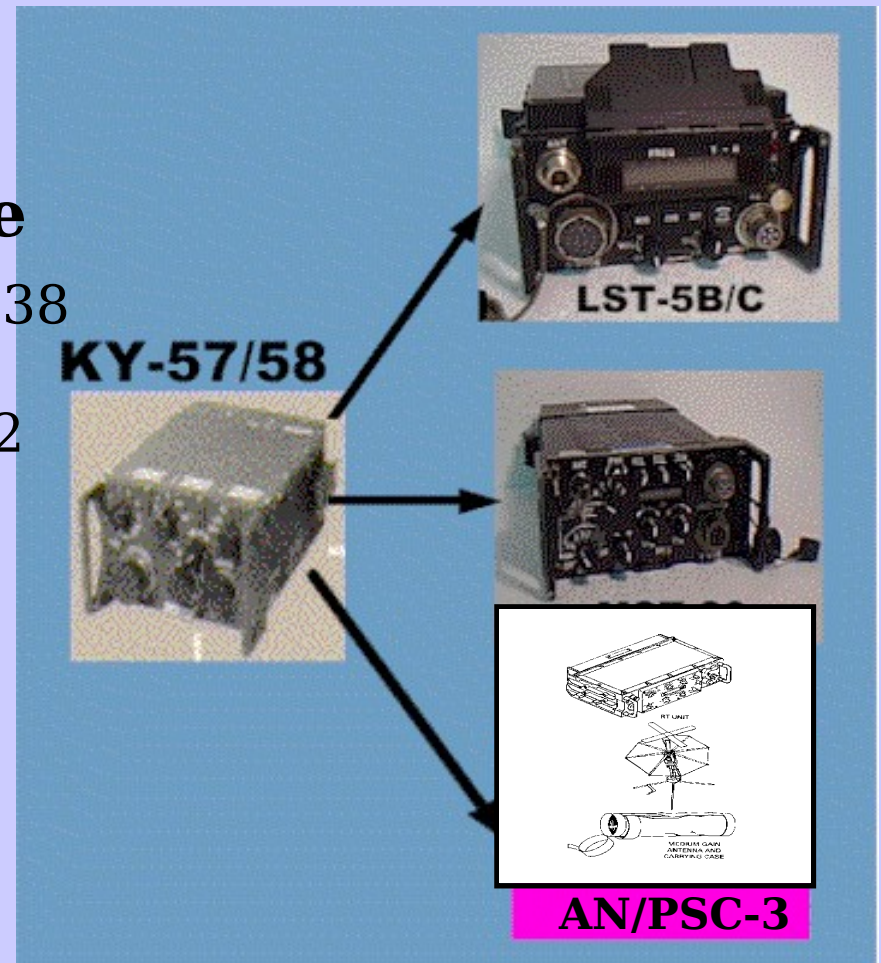 LST-5B/C
e
38
KY-57/58
2
RT UNIT
MEDIUM GAIN
ANTENNA AND
CARRYING CASE
AN/PSC-3